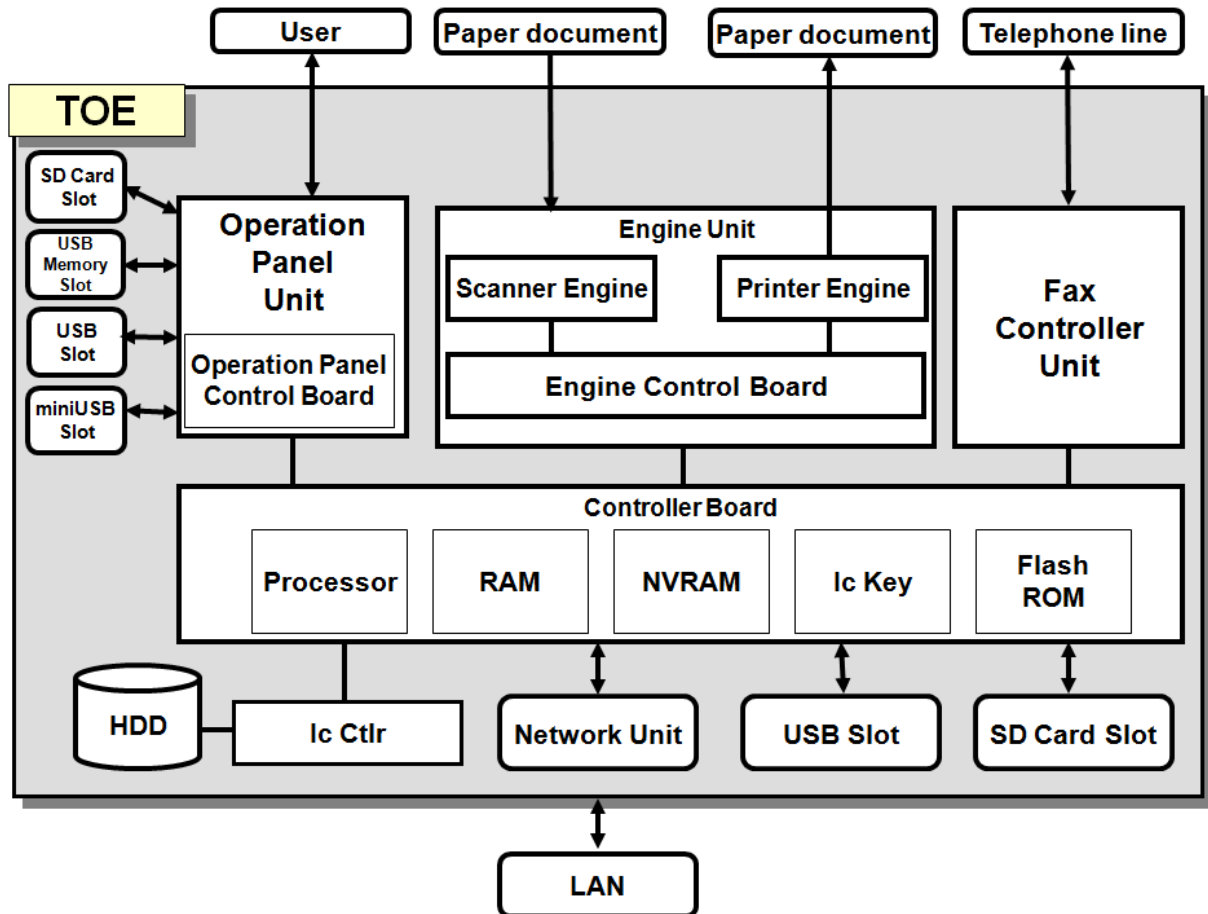 User
Paper document
Paper document
Telephone line
TOE
SD Card
Slot
USB
Memory
Slot
USB
Slot
miniUSB
Slot
Operation
Panel
Unit
Operation Panel
Control Board
Engine Unit
Scanner Engine
Printer Engine
Engine Control Board
Fax
Controller
Unit
Controller Board
Processor
RAM
NVRAM
Ic Key
Flash
ROM
HDD
Ic Ctlr
Network Unit
USB Slot
SD Card Slot
LAN